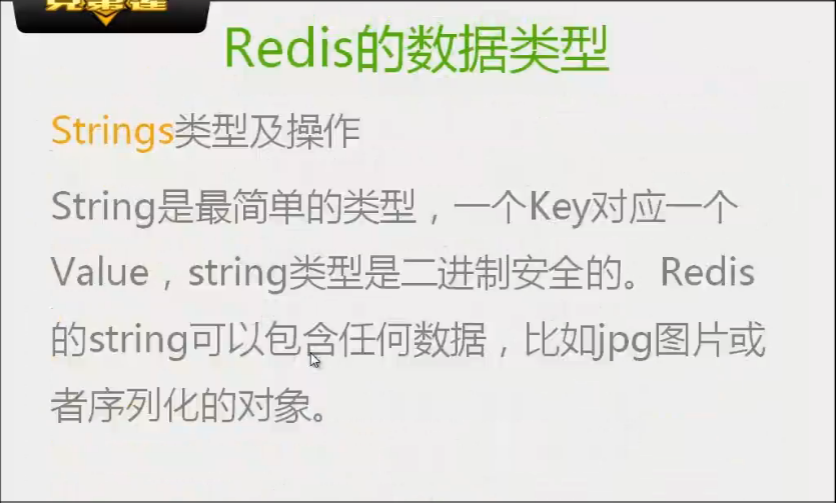 Redis的数据类型
Strings类型及操作
String是最简单的类型，一个Key对应一个
Value，string类型是二进制安全的。Redis
的string可以包含任何数据，比如jpg图片或
者序列化的对象。